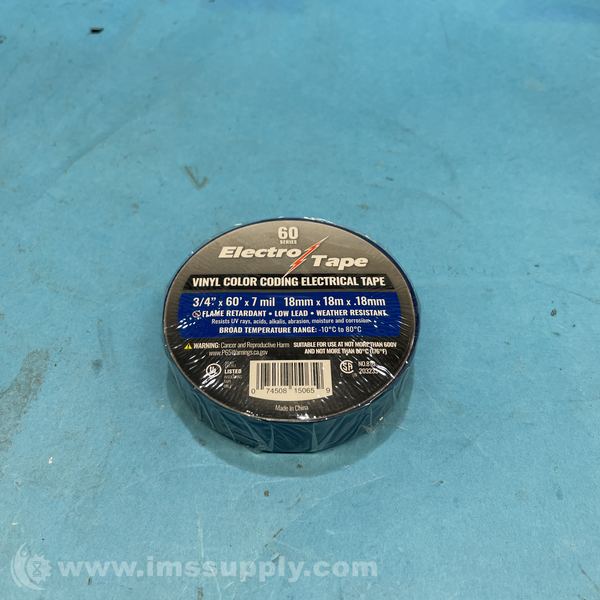 60
SERIES
Electro Tape
VINYL COLOR CODING ELECTRICAL TAPE
3/4" x 60' x 7 mil 18mm x 18m x .18mm
FLAME RETARDANT • LOW LEAD • WEATHER RESISTANT
Resists UV rays, acids, alkalis, abrasion, moisture and corrosion
BROAD TEMPERATURE RANGE: -10°C to 80°C
WARNING: Cancer and Reproductive Harm
www.P65Warnings.ca.gov
SUITABLE FOR USE AT NOT MORE THAN 600V
AND NOT MORE THAN 80°C (176°F)
UL
LISTED
SA
203233
0 74508 15065 9
Made in China
www.imssupply.com